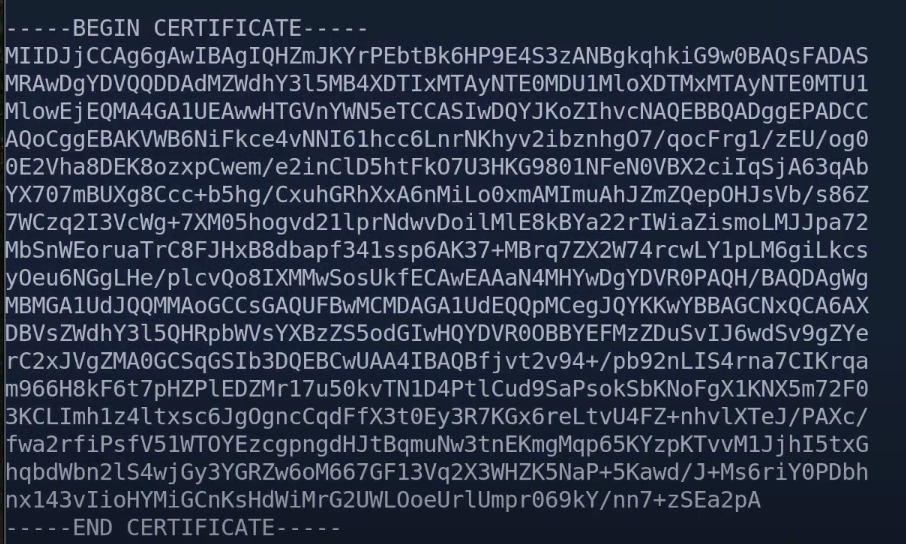 -----BEGIN CERTIFICATE-----
MIIDJjCCAg6gAwIBAgIQHZmJKYrPEbtBk6HP9E4S3zANBgkqhkiG9w0BAQsFADAS
MRAwDgYDVQQDDAdMZWdhY3l5MB4XDTIxMTAyNTE0MDU1MloXDTMxMTAyNTE0MTU1
MlowEjEQMA4GA1UEAwwHTGVnYWN5eTCCASIwDQYJKoZIhvcNAQEBBQADggEPADCC
AQoCggEBAKVWB6NiFkce4vNNI61hcc6LnrNKhyv2ibznhgO7/qocFrg1/zEU/og0
0E2Vha8DEK8ozxpCwem/e2inClD5htFkO7U3HKG9801NFeN0VBX2ciIqSjA63qAb
YX707mBUXg8Ccc+b5hg/CxuhGRhXxA6nMiLo0xmAMImuAhJZmZQepOHJsVb/s86Z
7WCzq2I3VcWg+7XM05hogvd21lprNdwvDoilMlE8kBYa22rIWiaZismoLMJJpa72
MbSnWEoruaTrC8FJHxB8dbapf341ssp6AK37+MBrq7ZX2W74rcwLY1pLM6giLkcs
yOeu6NGgLHe/plcvQo8IXMMwSosUkfECAwEAAaN4MHYwDgYDVR0PAQH/BAQDAgWg
MBMGA1UdJQQMMAoGCCsGAQUFBwMCMDAGA1UdEQQpMCegJQYKKwYBBAGCNxQCA6AX
DBVsZWdhY3l5QHRpbWVsYXBzZS5odGIwHQYDVR0OBBYEFMzZDuSvIJ6wdSv9gZYe
rC2xJVgZMA0GCSqGSIb3DQEBCwUAA4IBAQBfjvt2v94+/pb92nLIS4rna7CIKrqa
m966H8kF6t7pHZPlEDZMr17u50kvTN1D4PtlCud9SaPsokSbKNoFgX1KNX5m72F0
3KCLImh1z4ltxsc6JgOgncCqdFfX3t0Ey3R7KGx6reLtvU4FZ+nhvlXTeJ/PAXc/
fwa2rfiPsfV51WTOYEzcgpngdHJtBqmuNw3tnEKmgMqp65KYzpKTvvM1JjhI5txG
hqbdWbn2lS4wjGy3YGRZw6oM667GF13Vq2X3WHZK5NaP+5Kawd/J+Ms6riY0PDbh
nx143vIioHYMiGCnKsHdWiMrG2UWLOoeUrlUmpr069kY/nn7+zSEa2pA
-----END CERTIFICATE-----